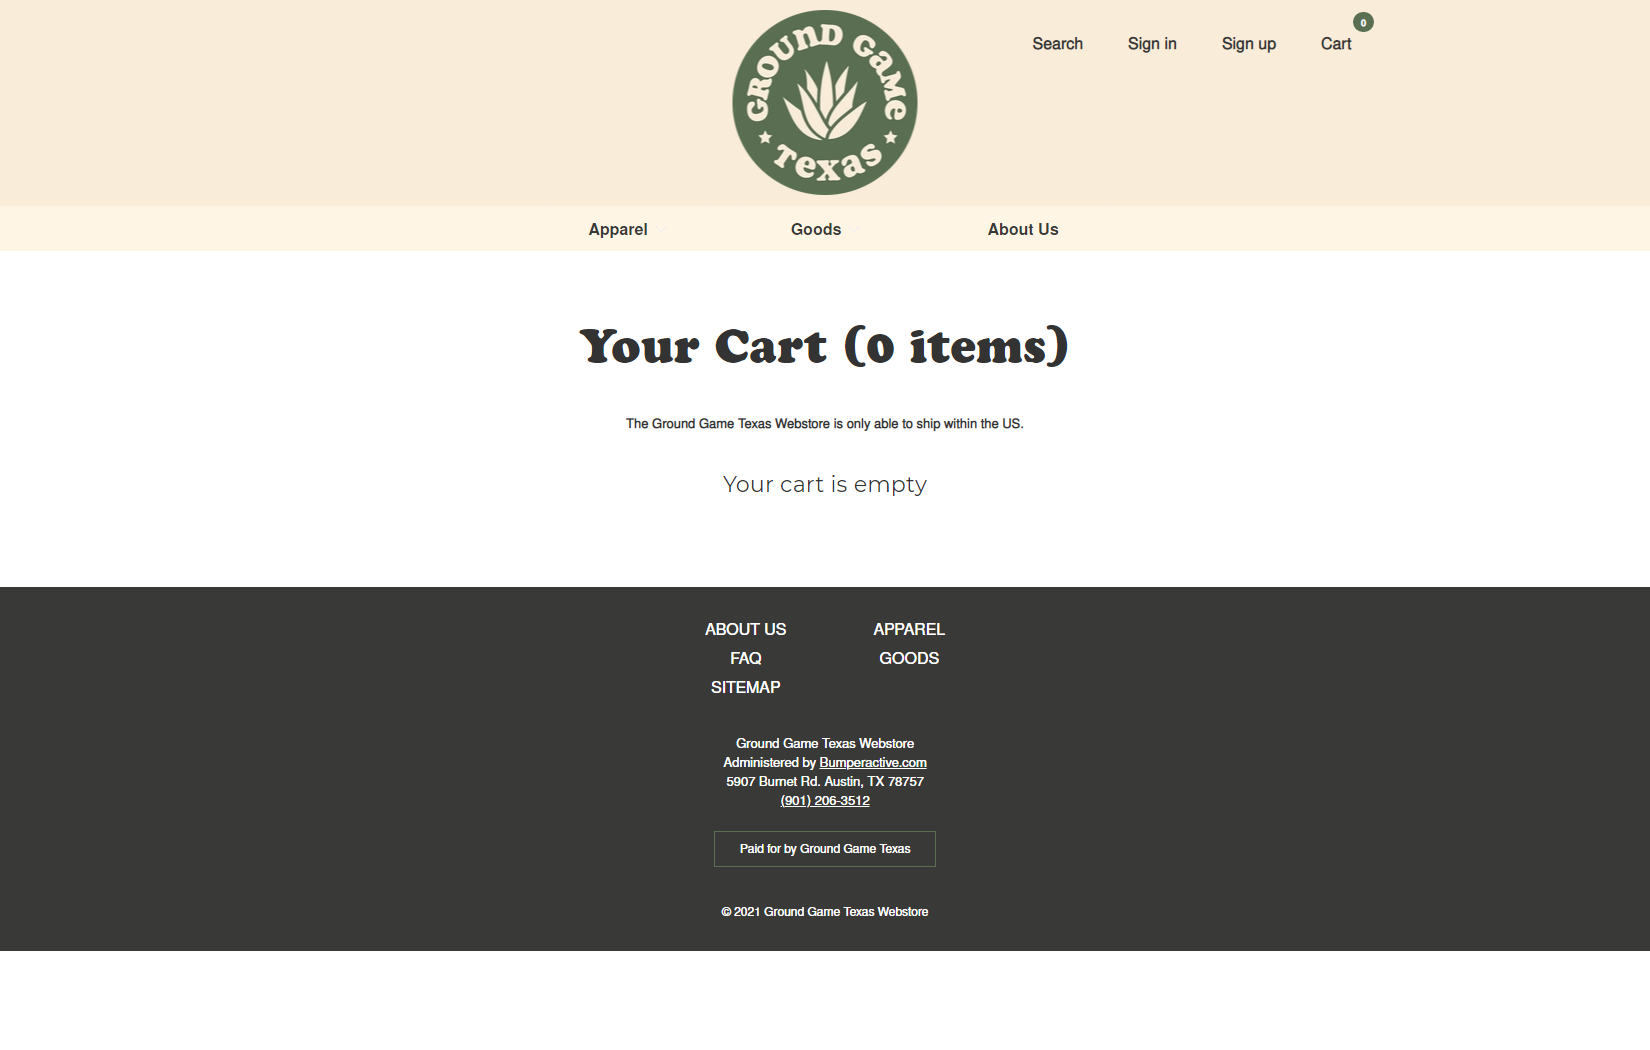 GROUND GAME
TEXAS
Search
Sign in
Sign up
Cart
0
Apparel
Goods
About Us
Your Cart (0 items)
The Ground Game Texas Webstore is only able to ship within the US.
Your cart is empty
ABOUT US
FAQ
SITEMAP
APPAREL
GOODS
Ground Game Texas Webstore
Administered by Bumperactive.com
5907 Burnet Rd. Austin, TX 78757
(901) 206-3512
Paid for by Ground Game Texas
© 2021 Ground Game Texas Webstore